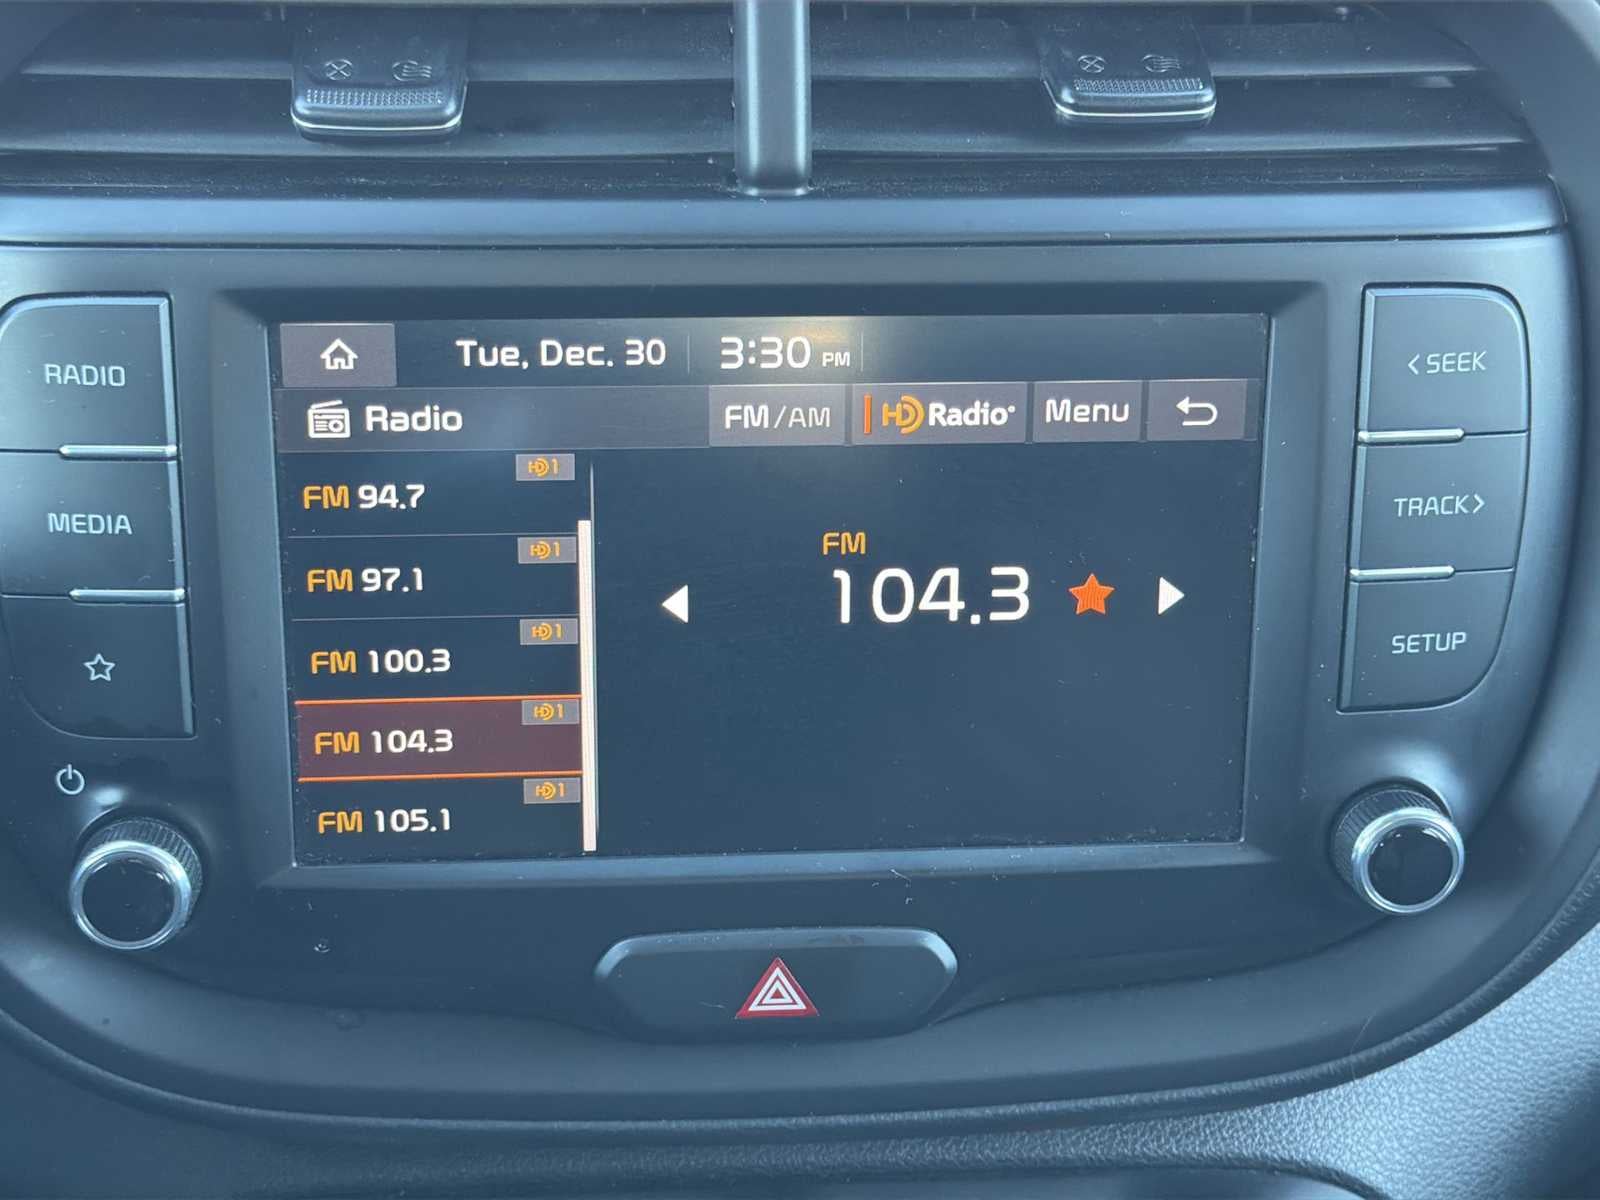 RADIO
MEDIA
Tue, Dec. 30 3:30 PM
Radio FM/AM HD Radio® Menu
HD1
FM 94.7
HD1
FM 97.1
HD1
FM 100.3
HD1
FM 104.3
HD1
FM 105.1
FM
104.3
<SEEK
TRACK>
SETUP